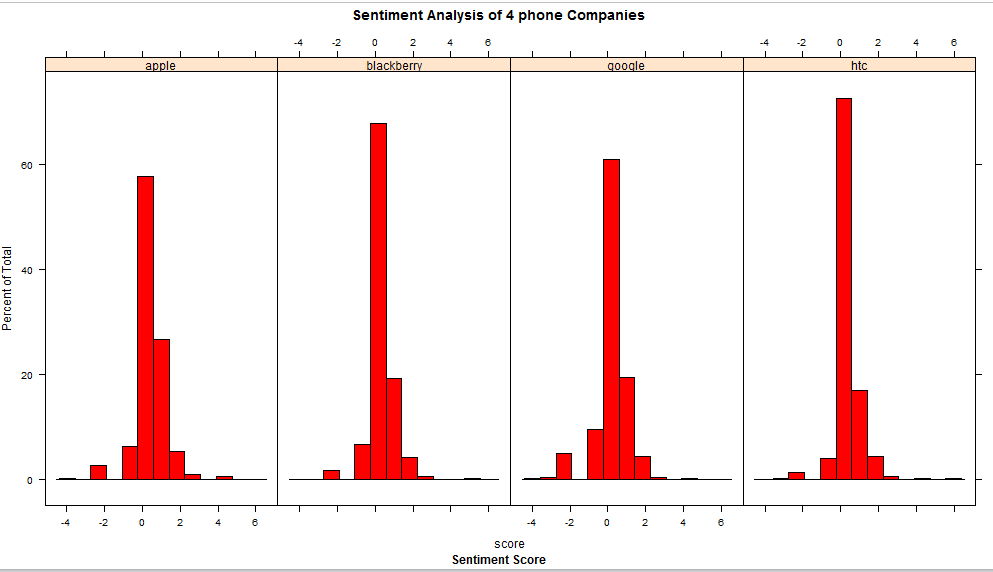 Sentiment Analysis of 4 phone Companies
-4 -2 0 2 4 6 -4 -2 0 2 4 6
apple blackberry google htc
60
40
20
0
Percent of Total
-4 -2 0 2 4 6 -4 -2 0 2 4 6
score
Sentiment Score